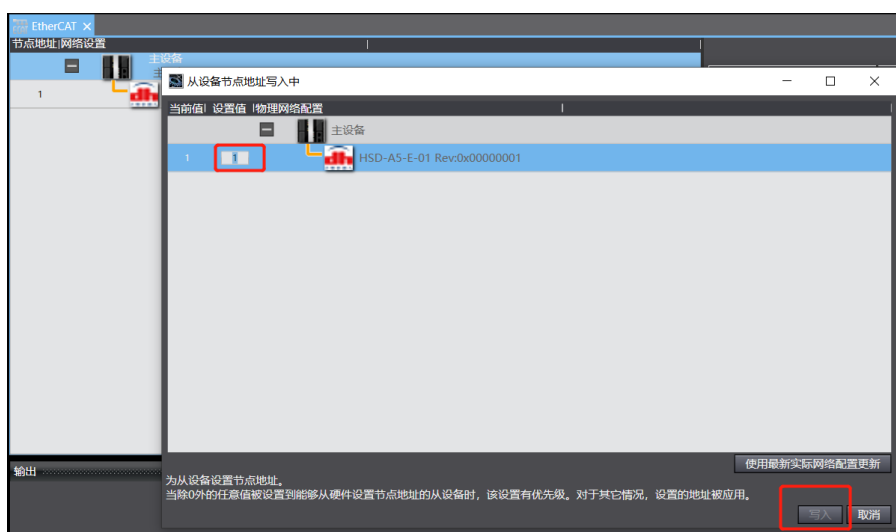 EtherCAT ×
节点地址|网络设置
主设备
1
从设备节点地址写入中
当前值| 设置值 |物理网络配置
主设备
1 1 HSD-A5-E-01 Rev:0x00000001
使用最新实际网络配置更新
输出
为从设备设置节点地址。
当除0外的任意值被设置到能够从硬件设置节点地址的从设备时，该设置有优先级。对于其它情况，设置的地址被应用。
写入 取消